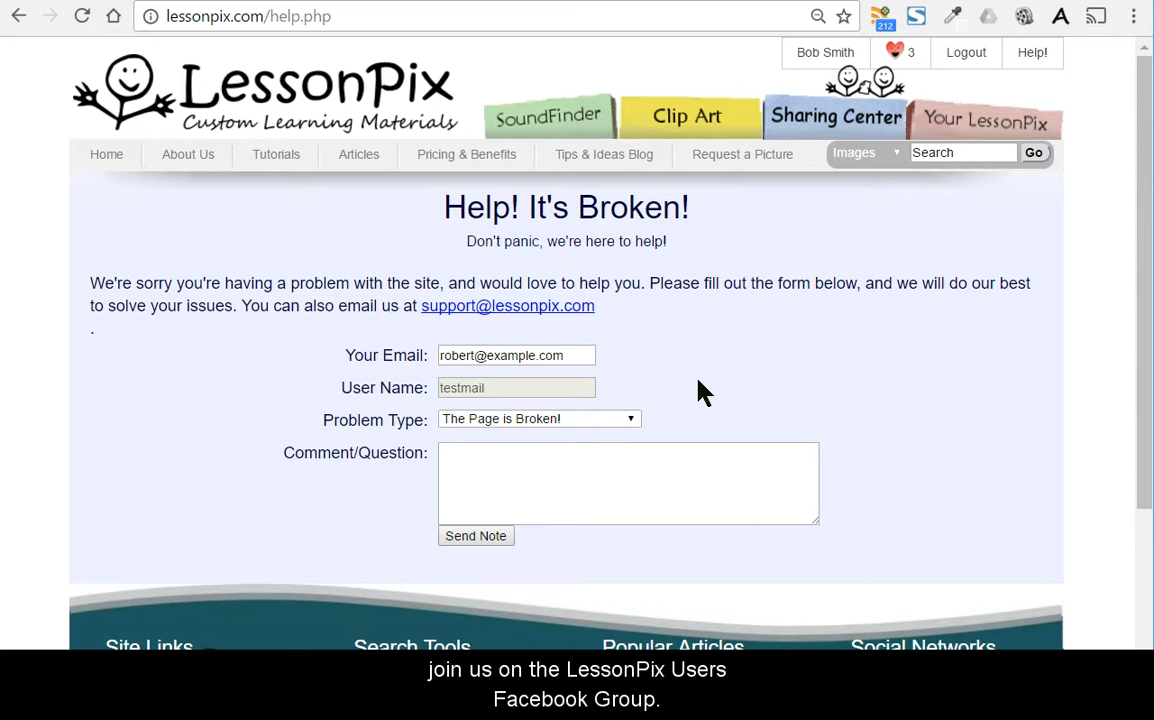 lessonpix.com/help.php
212
Bob Smith
3
Logout
Help!
LessonPix
Custom Learning Materials
SoundFinder
Clip Art
Sharing Center
Your LessonPix
Home
About Us
Tutorials
Articles
Pricing & Benefits
Tips & Ideas Blog
Request a Picture
Images
Search
Go
Help! It's Broken!
Don't panic, we're here to help!
We're sorry you're having a problem with the site, and would love to help you. Please fill out the form below, and we will do our best
to solve your issues. You can also email us at support@lessonpix.com
.
Your Email: robert@example.com
User Name: testmail
Problem Type: The Page is Broken!
Comment/Question:
Send Note
Site Links
Search Tools
Popular Articles
Social Networks
join us on the LessonPix Users
Facebook Group.